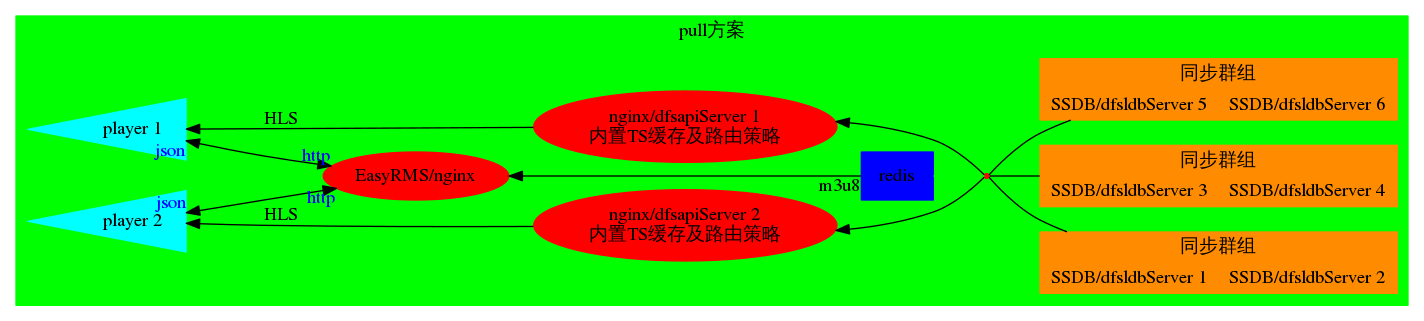 pull方案
player 1
json
HLS
http
EasyRMS/nginx
nginx/dfsapiServer 1
内置TS缓存及路由策略
m3u8
redis
player 2
json
HLS
http
nginx/dfsapiServer 2
内置TS缓存及路由策略
同步群组
SSDB/dfsldbServer 5 SSDB/dfsldbServer 6
同步群组
SSDB/dfsldbServer 3 SSDB/dfsldbServer 4
同步群组
SSDB/dfsldbServer 1 SSDB/dfsldbServer 2